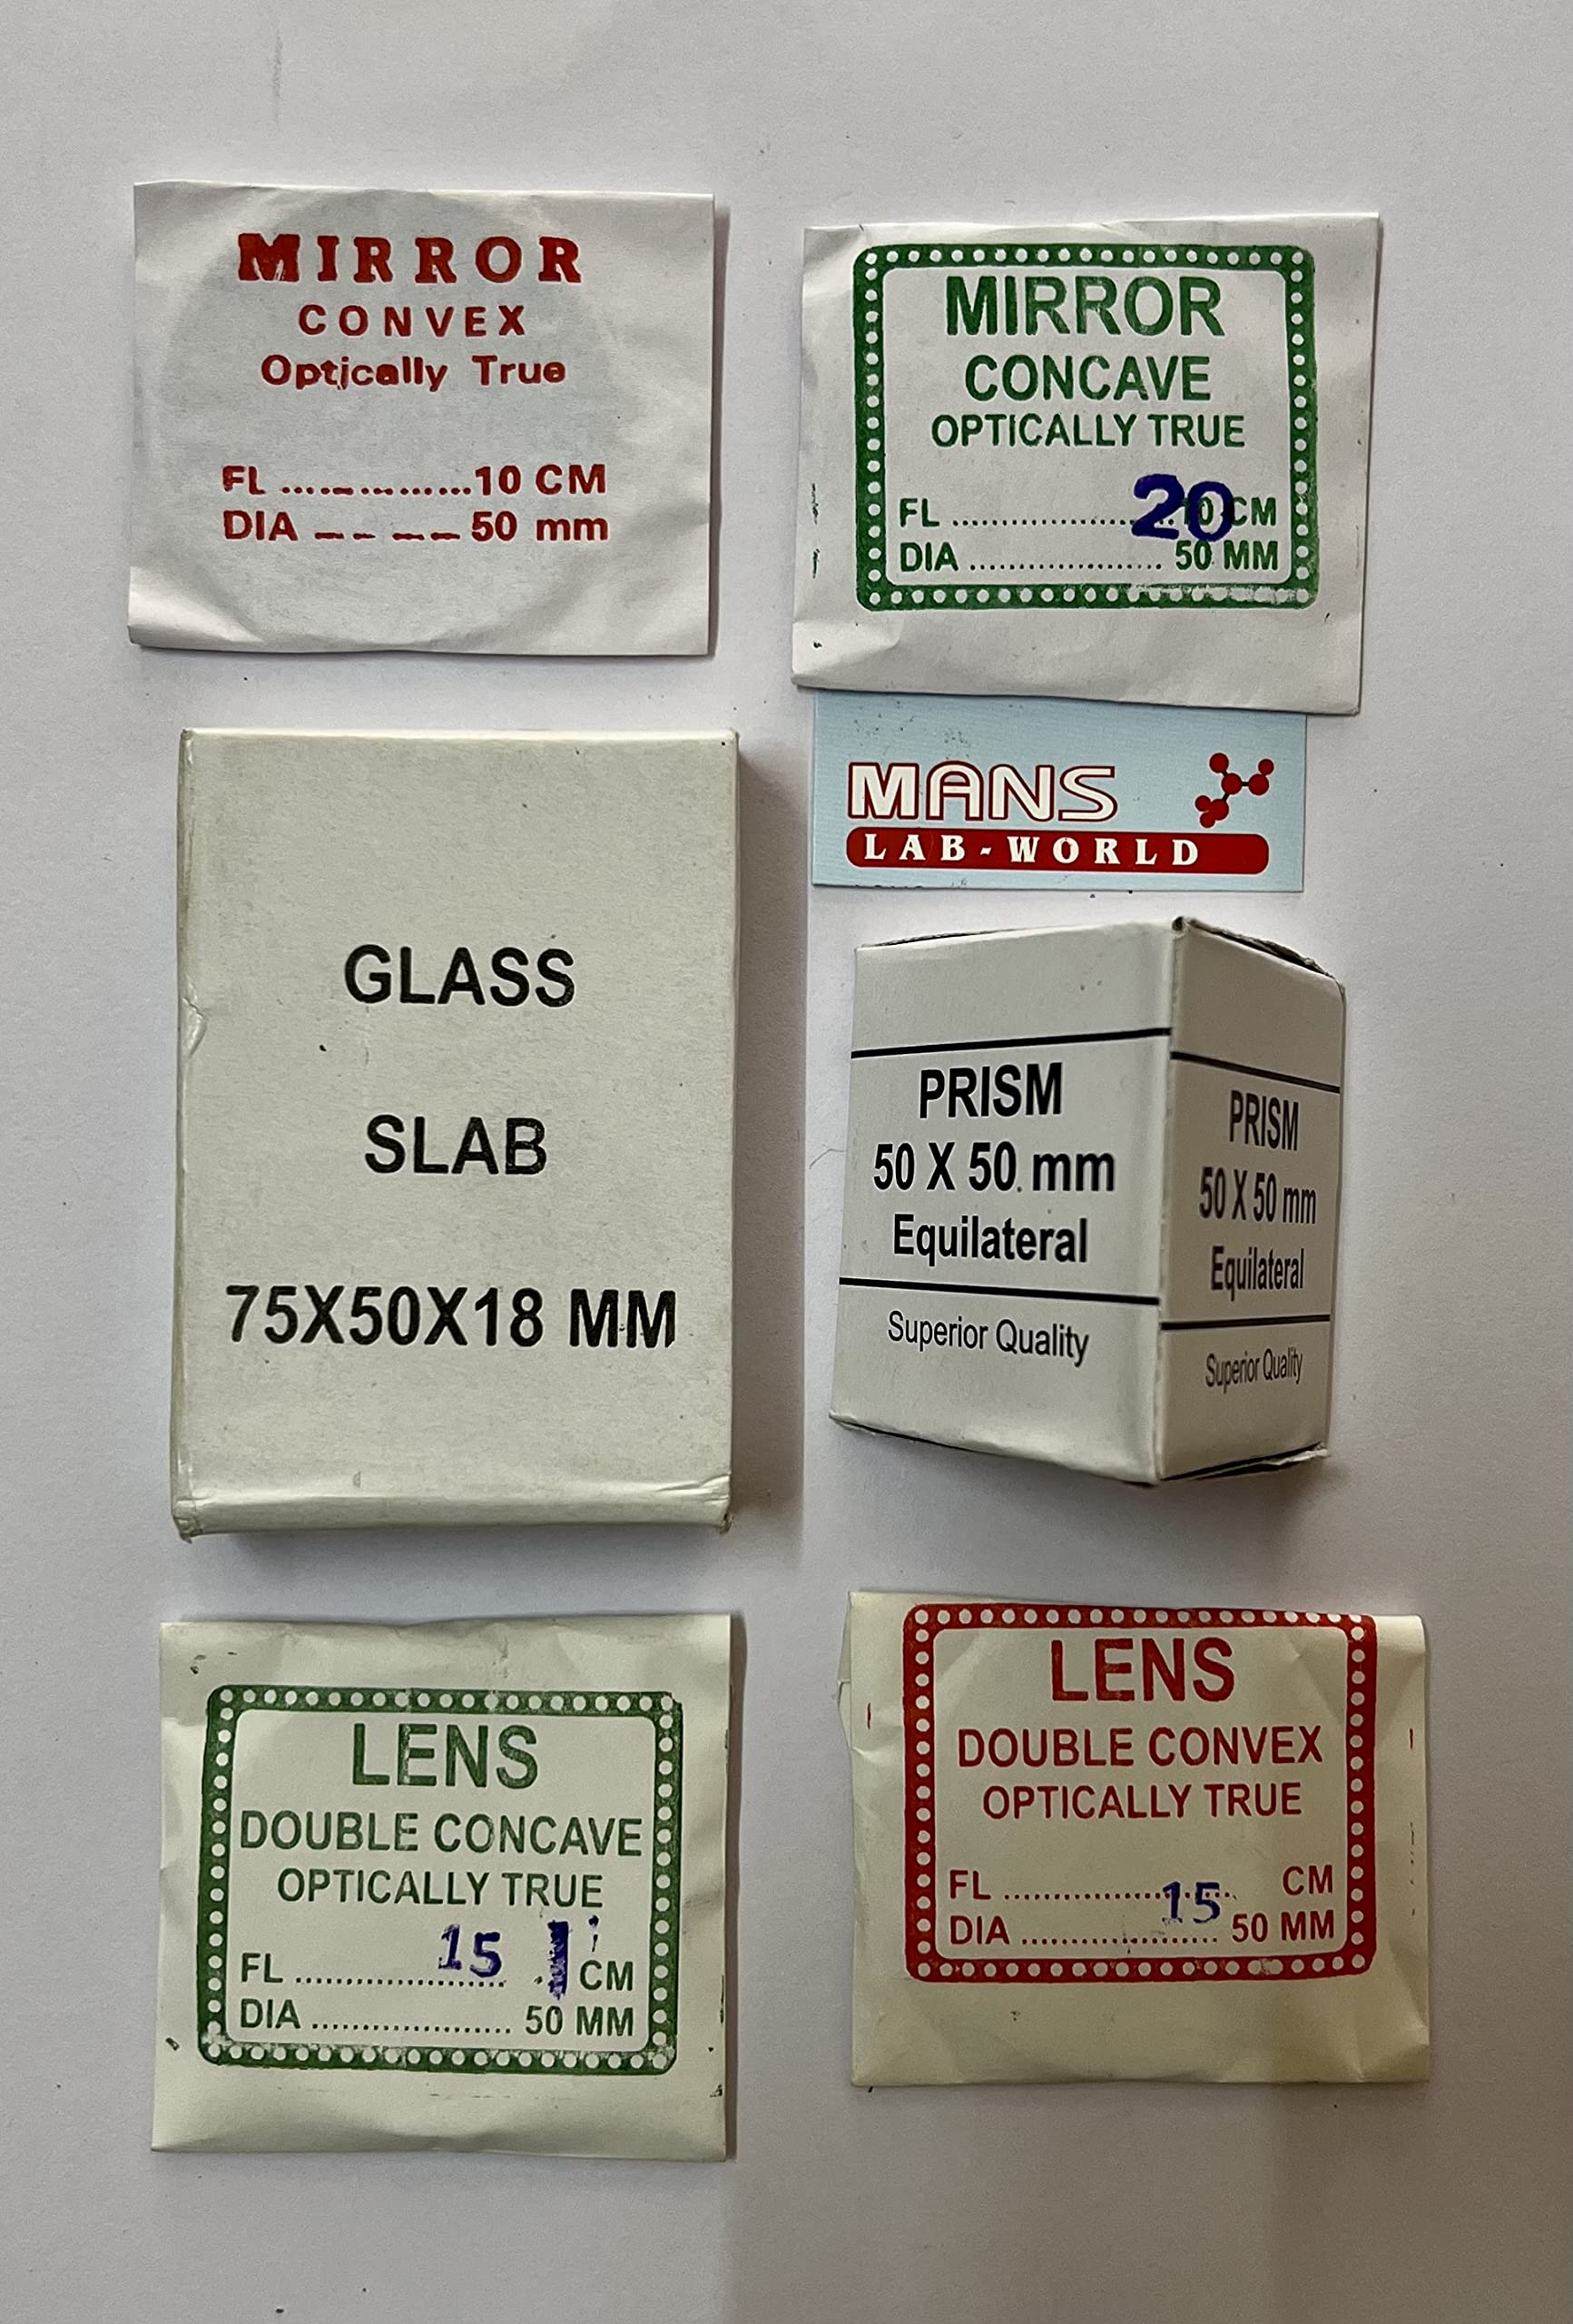 MIRROR
CONVEX
Optically True
FL ................10 CM
DIA — — — — 50 mm
MIRROR
CONCAVE
OPTICALLY TRUE
FL ........................20 CM
DIA .................... 50 MM
MANS
LAB-WORLD
GLASS
SLAB
75X50X18 MM
PRISM
50 X 50 mm
Equilateral
Superior Quality
PRISM
50 X 50 mm
Equilateral
Superior Quality
LENS
DOUBLE CONCAVE
OPTICALLY TRUE
FL ...................... 15 CM
DIA .................... 50 MM
LENS
DOUBLE CONVEX
OPTICALLY TRUE
FL ........................ 15 CM
DIA .................... 50 MM